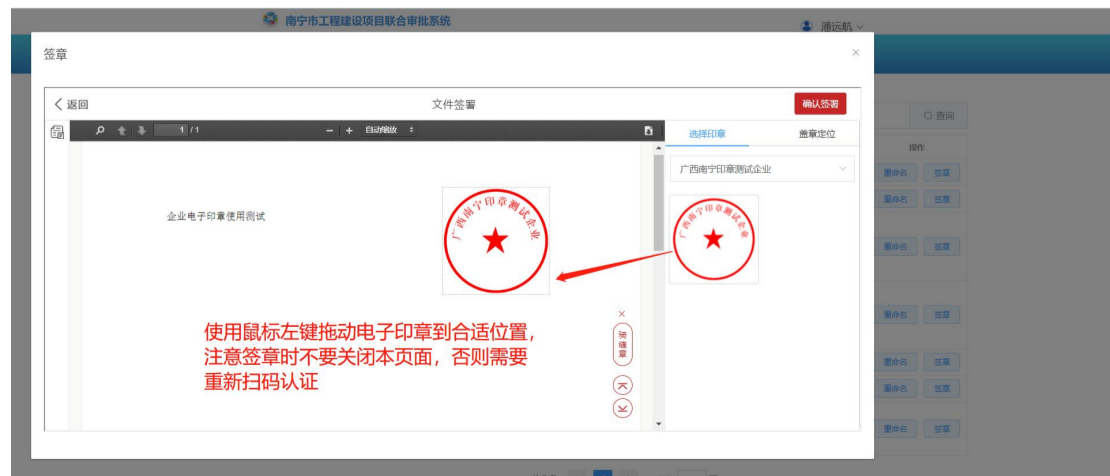 南宁市工程建设项目联合审批系统
潘远航
签章
×
返回
文件签署
确认签署
1 / 1
— + 自动缩放
选择印章
盖章定位
查询
操作
广西南宁印章测试企业
重命名 签章
重命名 签章
企业电子印章使用测试
广西南宁印章测试企业
广西南宁印章测试企业
重命名 签章
使用鼠标左键拖动电子印章到合适位置，
注意签章时不要关闭本页面，否则需要
重新扫码认证
×
骑缝章
重命名 签章
重命名 签章
重命名 签章
重命名 签章